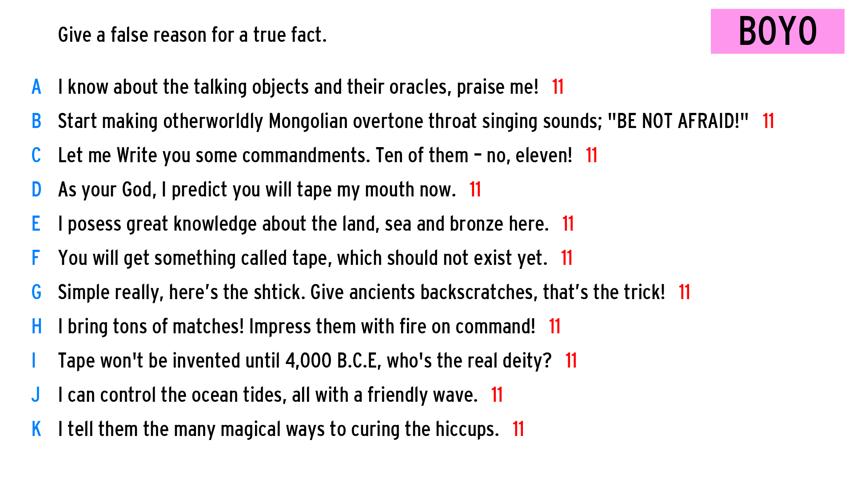 Give a false reason for a true fact.
BOYO
A I know about the talking objects and their oracles, praise me! 11
B Start making otherworldly Mongolian overtone throat singing sounds; "BE NOT AFRAID!" 11
C Let me Write you some commandments. Ten of them – no, eleven! 11
D As your God, I predict you will tape my mouth now. 11
E I posess great knowledge about the land, sea and bronze here. 11
F You will get something called tape, which should not exist yet. 11
G Simple really, here's the shtick. Give ancients backscratches, that's the trick! 11
H I bring tons of matches! Impress them with fire on command! 11
I Tape won't be invented until 4,000 B.C.E, who's the real deity? 11
J I can control the ocean tides, all with a friendly wave. 11
K I tell them the many magical ways to curing the hiccups. 11